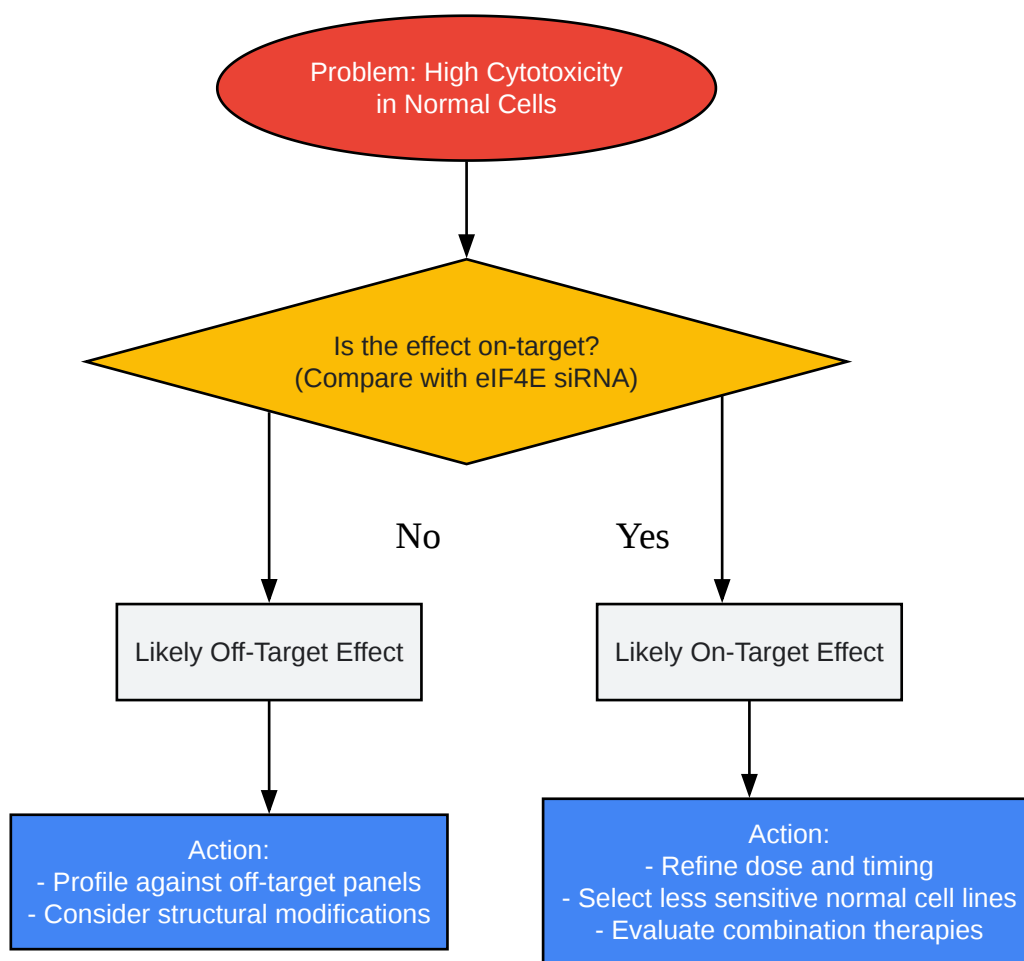 Problem: High Cytotoxicity
in Normal Cells
Is the effect on-target?
(Compare with eIF4E siRNA)
No
Yes
Likely Off-Target Effect
Likely On-Target Effect
Action:
- Profile against off-target panels
- Consider structural modifications
Action:
- Refine dose and timing
- Select less sensitive normal cell lines
- Evaluate combination therapies